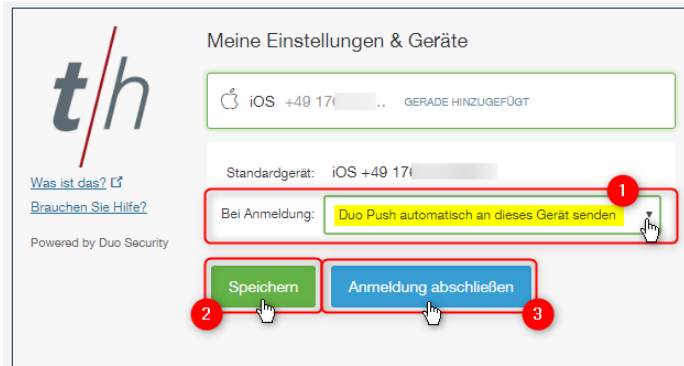 t/h
Was ist das?
Brauchen Sie Hilfe?
Powered by Duo Security
Meine Einstellungen & Geräte
iOS +49 17 .. GERADE HINZUGEFÜGT
Standardgerät: iOS +49 17
1
Bei Anmeldung: Duo Push automatisch an dieses Gerät senden
Speichern
Anmeldung abschließen
2
3